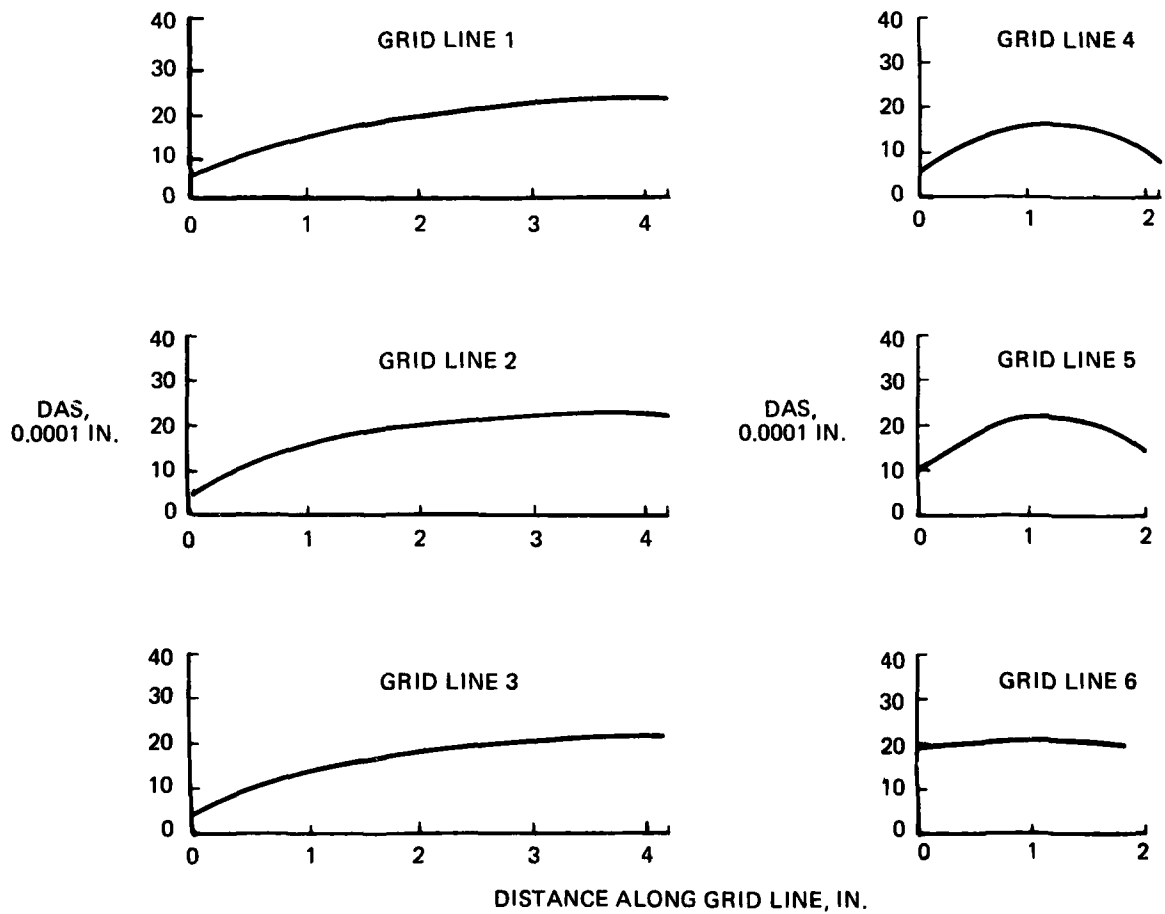 GRID LINE 1
40
30
20
10
0
0 1 2 3 4
GRID LINE 4
40
30
20
10
0
0 1 2
DAS,
0.0001 IN.
GRID LINE 2
40
30
20
10
0
0 1 2 3 4
DAS,
0.0001 IN.
GRID LINE 5
40
30
20
10
0
0 1 2
GRID LINE 3
40
30
20
10
0
0 1 2 3 4
GRID LINE 6
40
30
20
10
0
0 1 2
DISTANCE ALONG GRID LINE, IN.